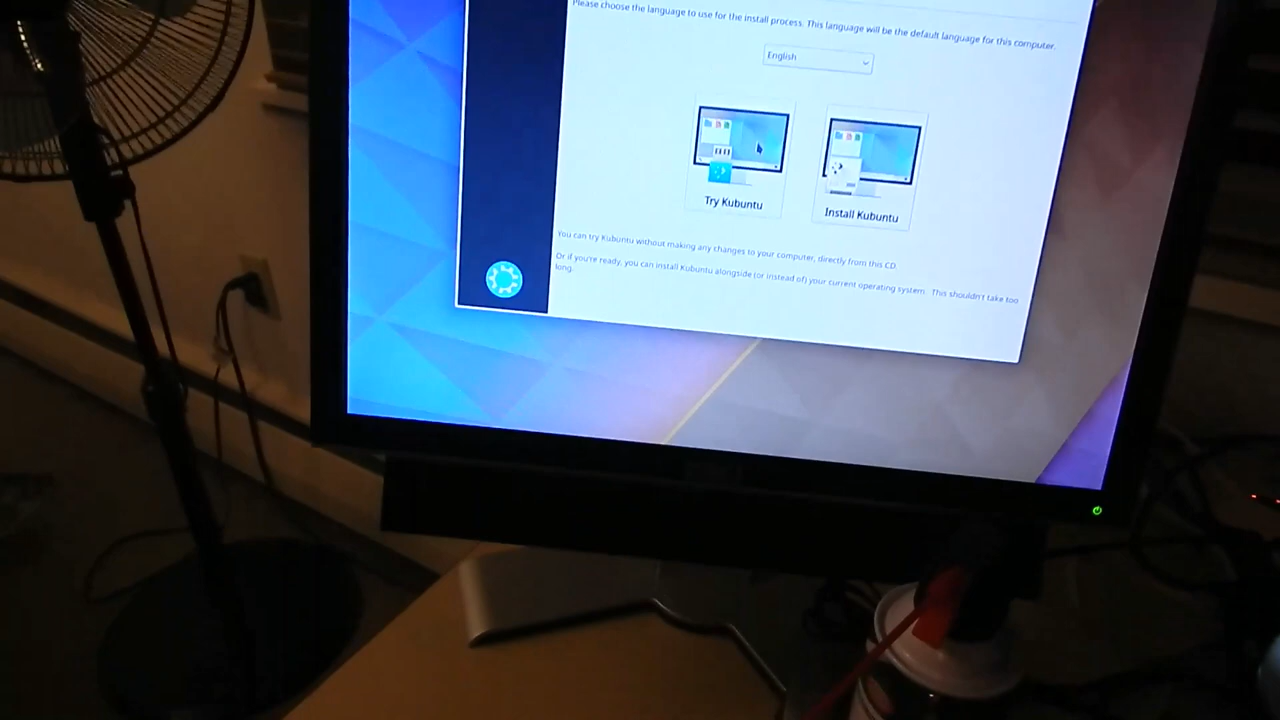 Please choose the language to use for the install process. This language will be the default language for this computer.
English
Try Kubuntu
Install Kubuntu
You can try Kubuntu without making any changes to your computer, directly from this CD.
Or if you're ready, you can install Kubuntu alongside (or instead of) your current operating system. This shouldn't take too
long.